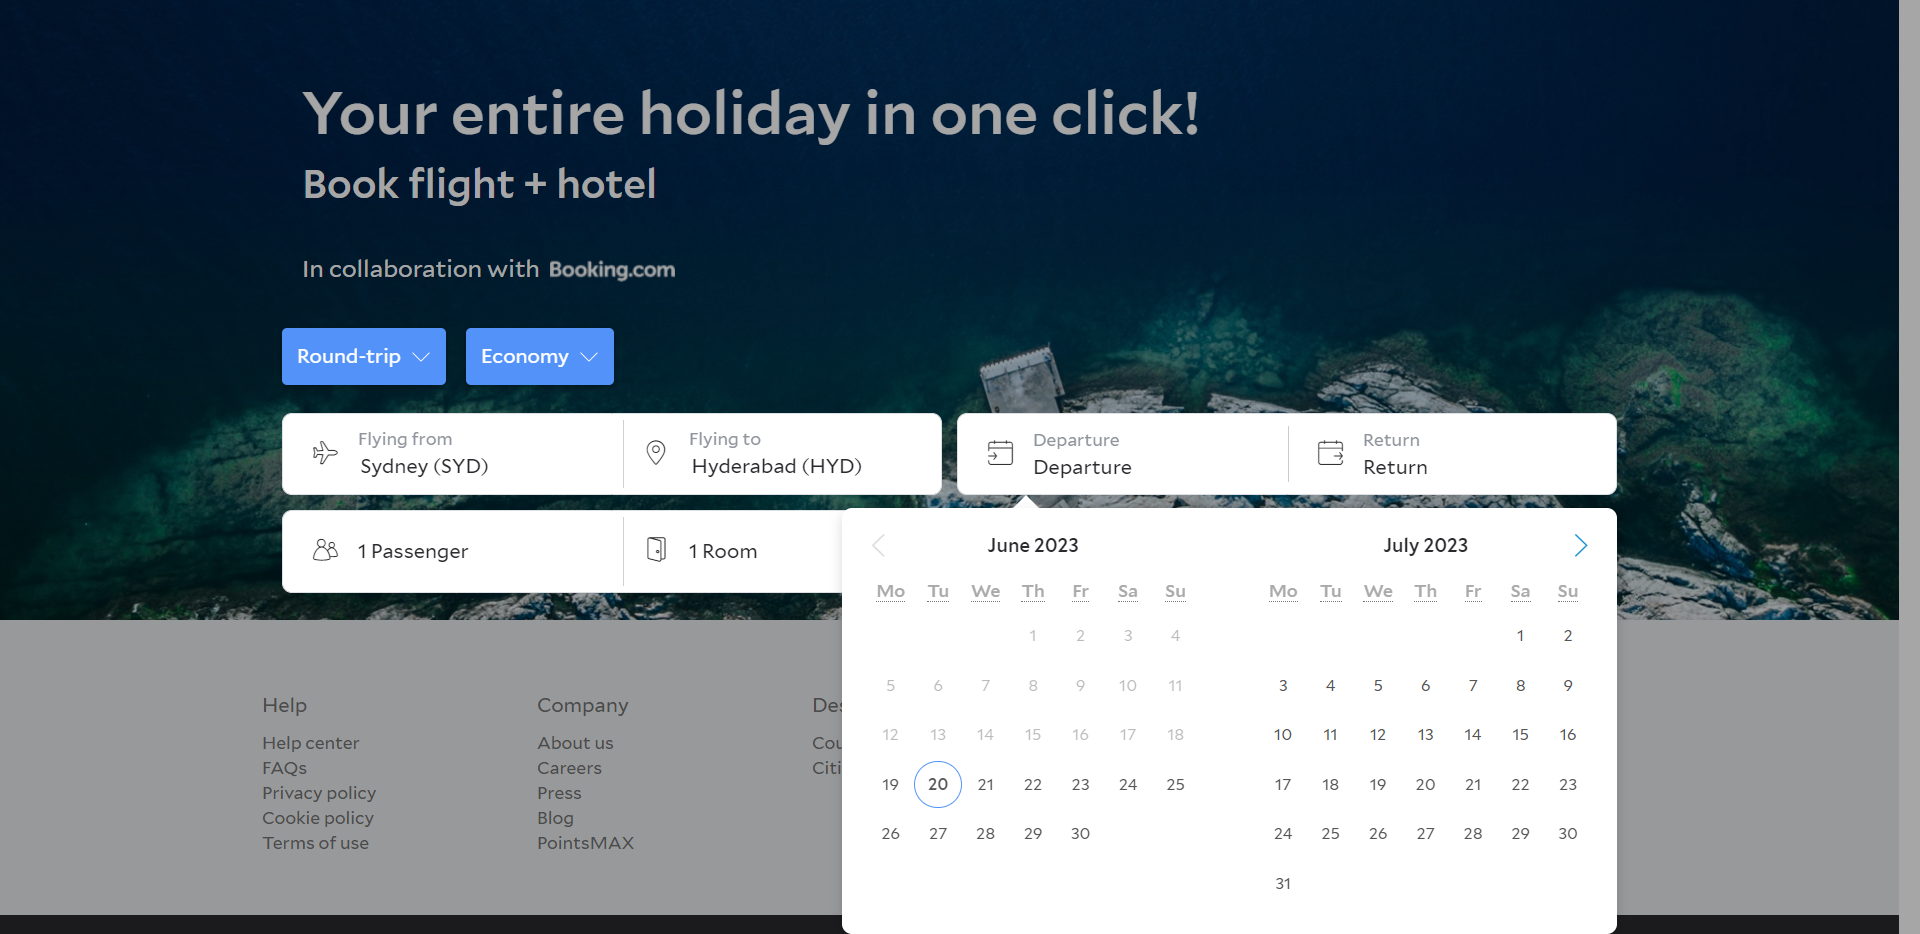 Your entire holiday in one click!
Book flight + hotel
In collaboration with Booking.com
Round-trip
Economy
Flying from
Sydney (SYD)
Flying to
Hyderabad (HYD)
Departure
Departure
Return
Return
1 Passenger
1 Room
June 2023
Mo Tu We Th Fr Sa Su
1 2 3 4
5 6 7 8 9 10 11
12 13 14 15 16 17 18
19 20 21 22 23 24 25
26 27 28 29 30
July 2023
Mo Tu We Th Fr Sa Su
1 2
3 4 5 6 7 8 9
10 11 12 13 14 15 16
17 18 19 20 21 22 23
24 25 26 27 28 29 30
31
Help
Help center
FAQs
Privacy policy
Cookie policy
Terms of use
Company
About us
Careers
Press
Blog
PointsMAX